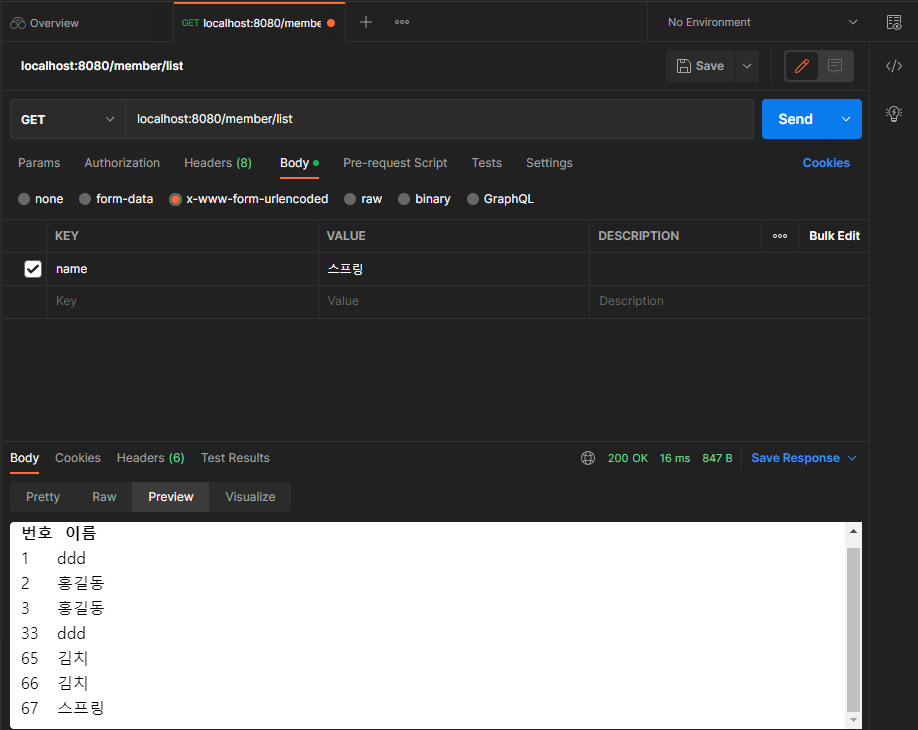 Overview GET localhost:8080/membe No Environment
localhost:8080/member/list Save
GET localhost:8080/member/list Send
Params Authorization Headers (8) Body Pre-request Script Tests Settings Cookies
none form-data x-www-form-urlencoded raw binary GraphQL
KEY VALUE DESCRIPTION Bulk Edit
name 스프링
Key Value Description
Body Cookies Headers (6) Test Results 200 OK 16 ms 847 B Save Response
Pretty Raw Preview Visualize
번호 이름
1 ddd
2 홍길동
3 홍길동
33 ddd
65 김치
66 김치
67 스프링